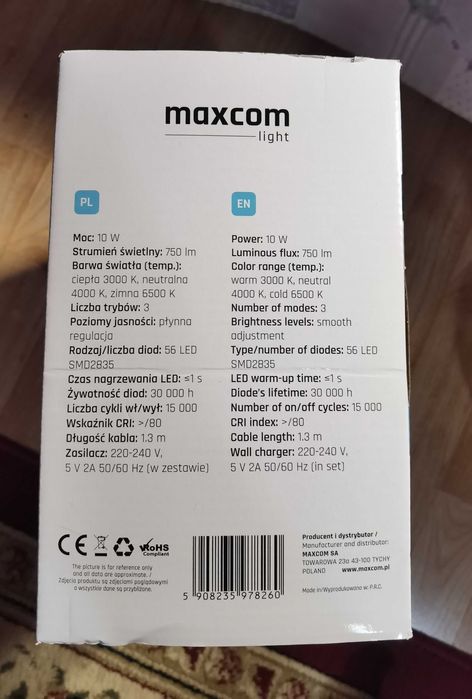 maxcom
light
PL
Moc: 10 W
Strumień świetlny: 750 lm
Barwa światła (temp.):
ciepła 3000 K, neutralna
4000 K, zimna 6500 K
Liczba trybów: 3
Poziomy jasności: płynna
regulacja
Rodzaj/liczba diod: 56 LED
SMD2835
Czas nagrzewania LED: ≤1 s
Żywotność diod: 30 000 h
Liczba cykli wł/wył: 15 000
Wskaźnik CRI: >/80
Długość kabla: 1.3 m
Zasilacz: 220-240 V,
5 V 2A 50/60 Hz (w zestawie)
EN
Power: 10 W
Luminous flux: 750 lm
Color range (temp.):
warm 3000 K, neutral
4000 K, cold 6500 K
Number of modes: 3
Brightness levels: smooth
adjustment
Type/number of diodes: 56 LED
SMD2835
LED warm-up time: ≤1 s
Diode's lifetime: 30 000 h
Number of on/off cycles: 15 000
CRI index: >/80
Cable length: 1.3 m
Wall charger: 220-240 V,
5 V 2A 50/60 Hz (in set)
CE
RoHS
Compliant
The picture is for reference only
and all data are approximate. /
Zdjęcia produktu są zdjęciami poglądowymi
a wszystkie dane są przybliżone.
5 908235 978260
Producent i dystrybutor /
Manufacturer and distributor:
MAXCOM SA
TOWAROWA 23a 43-100 TYCHY
POLAND www.maxcom.pl
Made in/Wyprodukowano w: P.R.C.